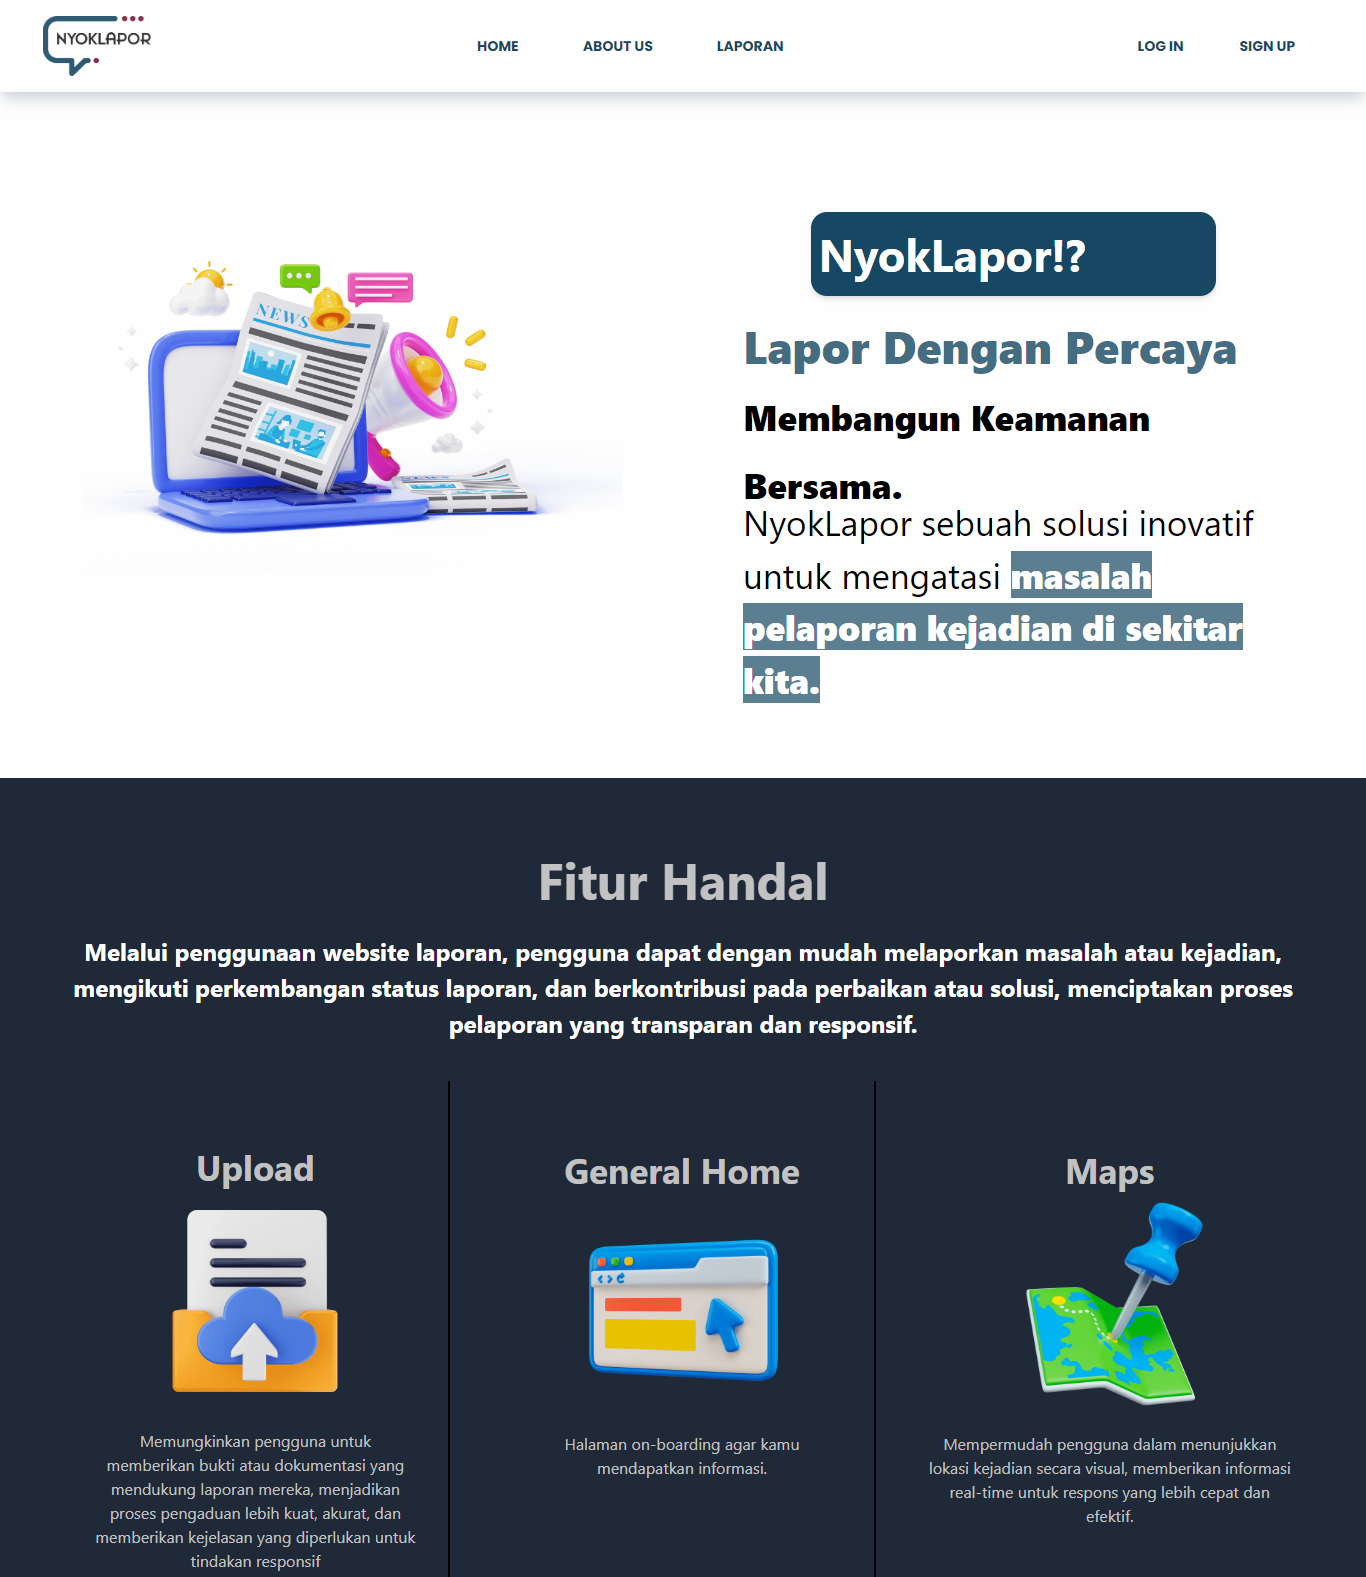 NYOKLAPOR
HOME
ABOUT US
LAPORAN
LOG IN
SIGN UP
NEWS
NyokLapor!?
Lapor Dengan Percaya
Membangun Keamanan
Bersama.
NyokLapor sebuah solusi inovatif
untuk mengatasi masalah
pelaporan kejadian di sekitar
kita.
NEWS
Fitur Handal
Melalui penggunaan website laporan, pengguna dapat dengan mudah melaporkan masalah atau kejadian,
mengikuti perkembangan status laporan, dan berkontribusi pada perbaikan atau solusi, menciptakan proses
pelaporan yang transparan dan responsif.
Upload
Memungkinkan pengguna untuk
memberikan bukti atau dokumentasi yang
mendukung laporan mereka, menjadikan
proses pengaduan lebih kuat, akurat, dan
memberikan kejelasan yang diperlukan untuk
tindakan responsif
General Home
Halaman on-boarding agar kamu
mendapatkan informasi.
Maps
Mempermudah pengguna dalam menunjukkan
lokasi kejadian secara visual, memberikan informasi
real-time untuk respons yang lebih cepat dan
efektif.